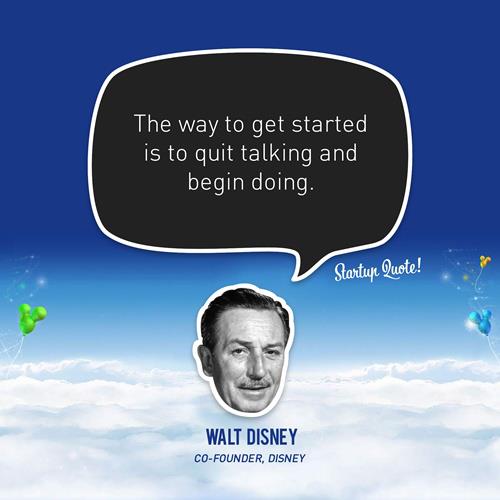 The way to get started
is to quit talking and
begin doing.
Startup Quote!
WALT DISNEY
CO-FOUNDER, DISNEY